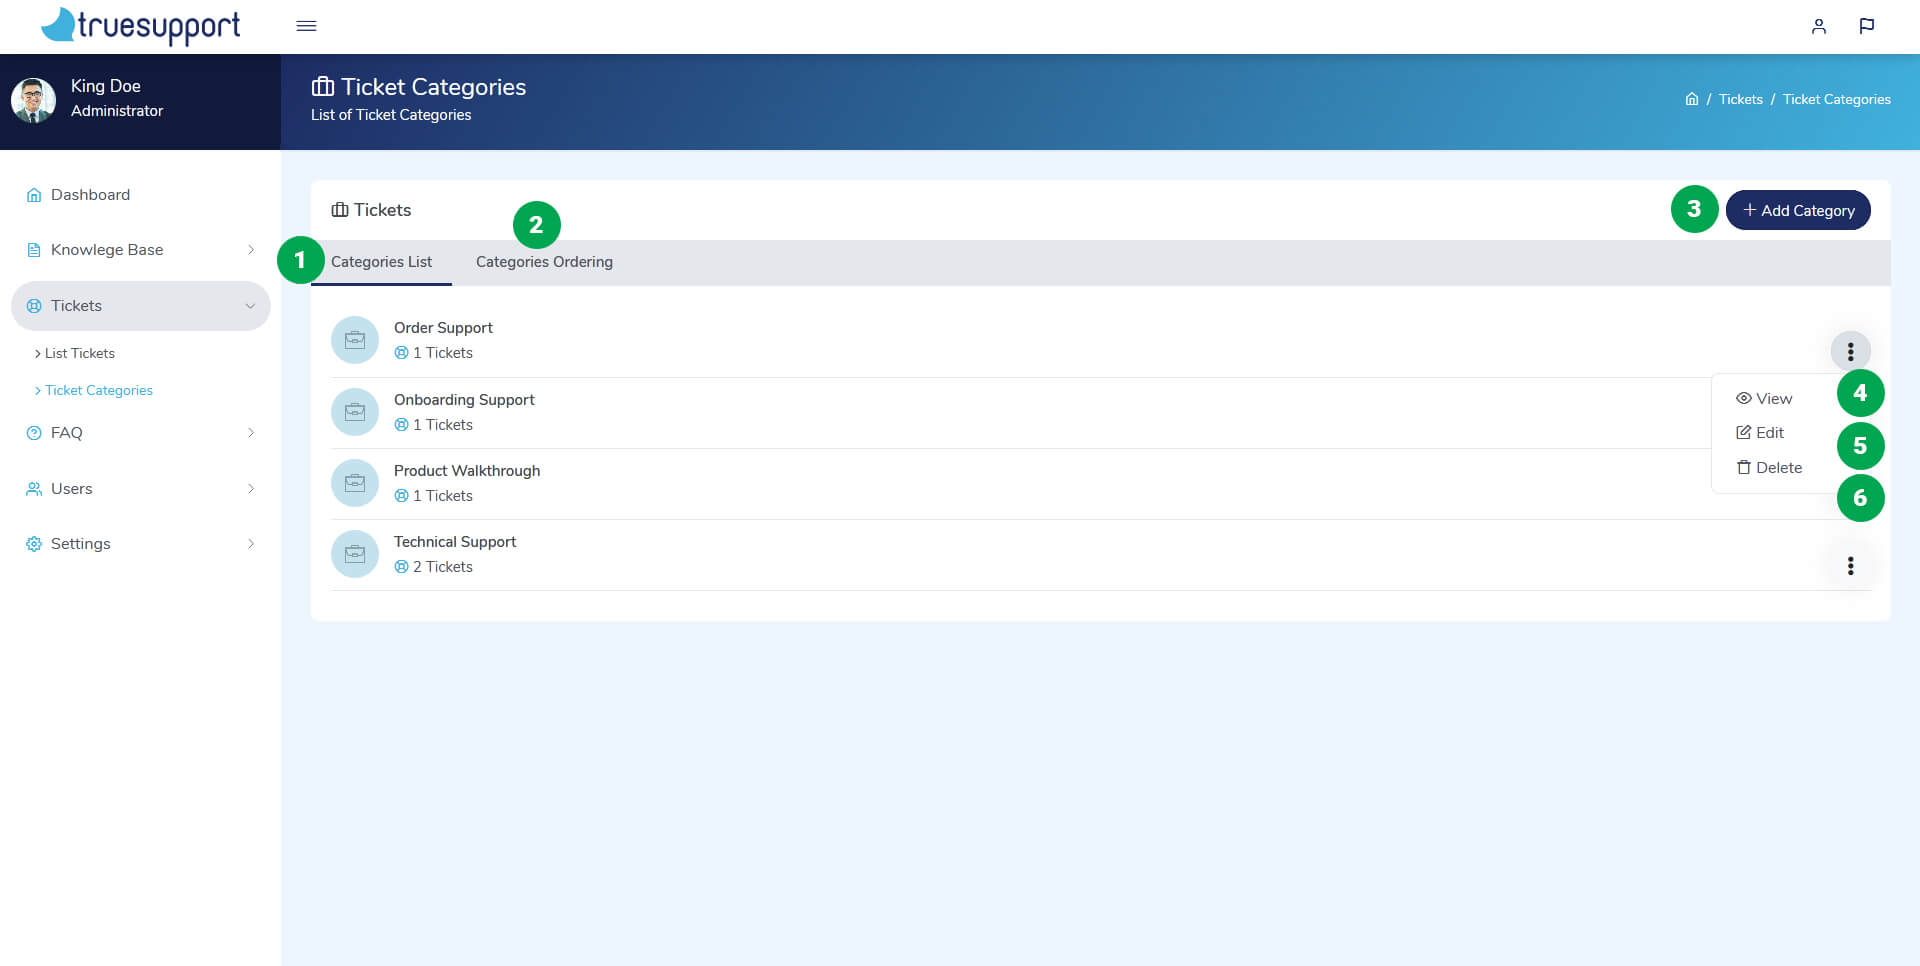 truesupport
King Doe
Administrator
Ticket Categories
List of Ticket Categories
/ Tickets / Ticket Categories
Dashboard
Knowlege Base
Tickets
List Tickets
Ticket Categories
FAQ
Users
Settings
Tickets
3
+ Add Category
2
1
Categories List
Categories Ordering
Order Support
1 Tickets
Onboarding Support
1 Tickets
Product Walkthrough
1 Tickets
Technical Support
2 Tickets
View
4
Edit
5
Delete
6